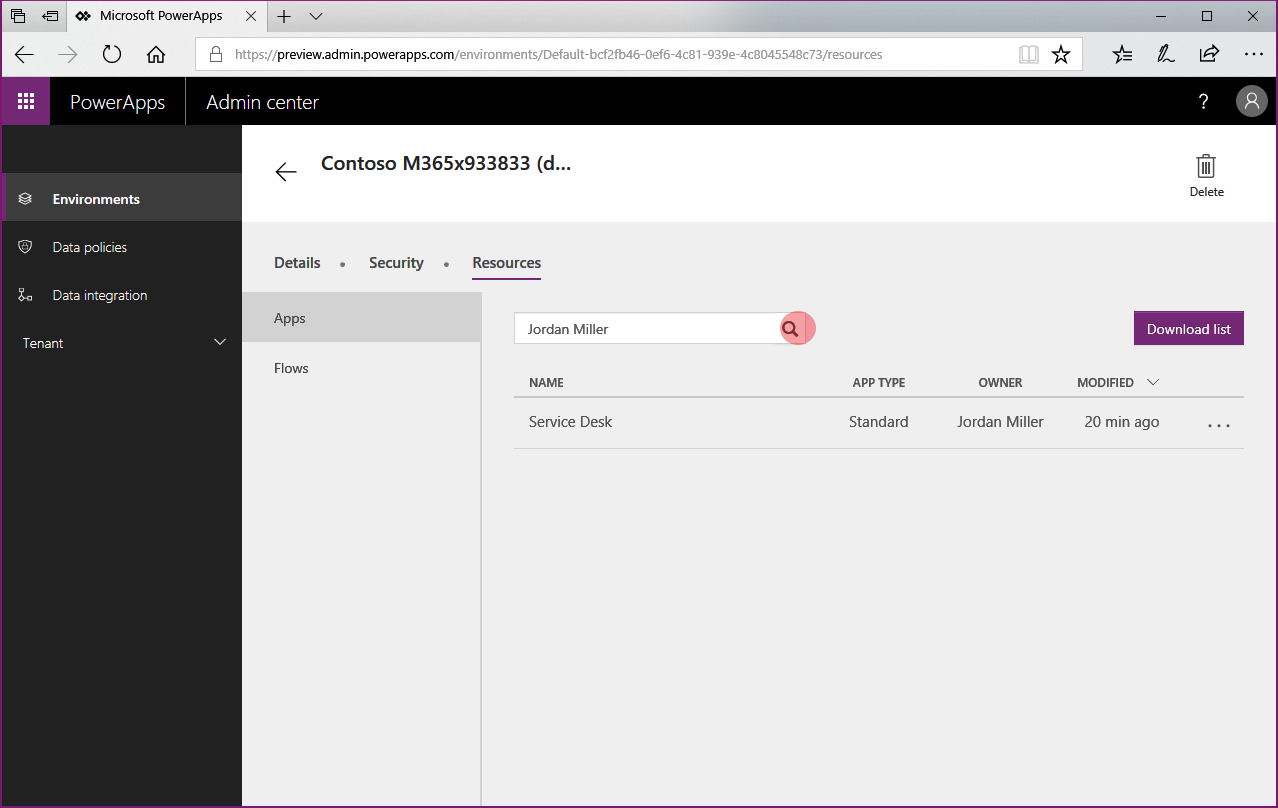 Microsoft PowerApps
https://preview.admin.powerapps.com/environments/Default-bcf2fb46-0ef6-4c81-939e-4c8045548c73/resources
PowerApps Admin center ?
Contoso M365x933833 (d...
Delete
Environments
Data policies
Data integration
Tenant
Details • Security • Resources
Apps
Flows
Jordan Miller
Download list
NAME APP TYPE OWNER MODIFIED
Service Desk Standard Jordan Miller 20 min ago ...